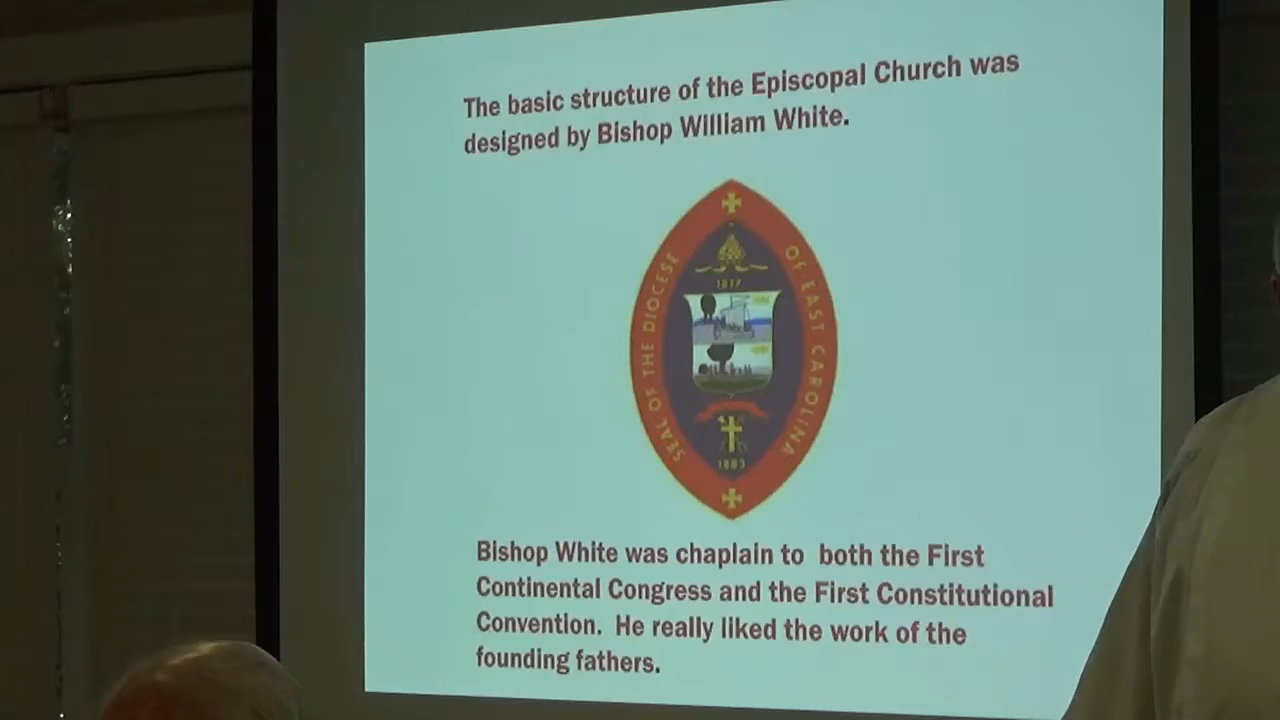 The basic structure of the Episcopal Church was
designed by Bishop William White.
SEAL OF THE DIOCESE OF EAST CAROLINA
1817
1883
Bishop White was chaplain to both the First
Continental Congress and the First Constitutional
Convention. He really liked the work of the
founding fathers.